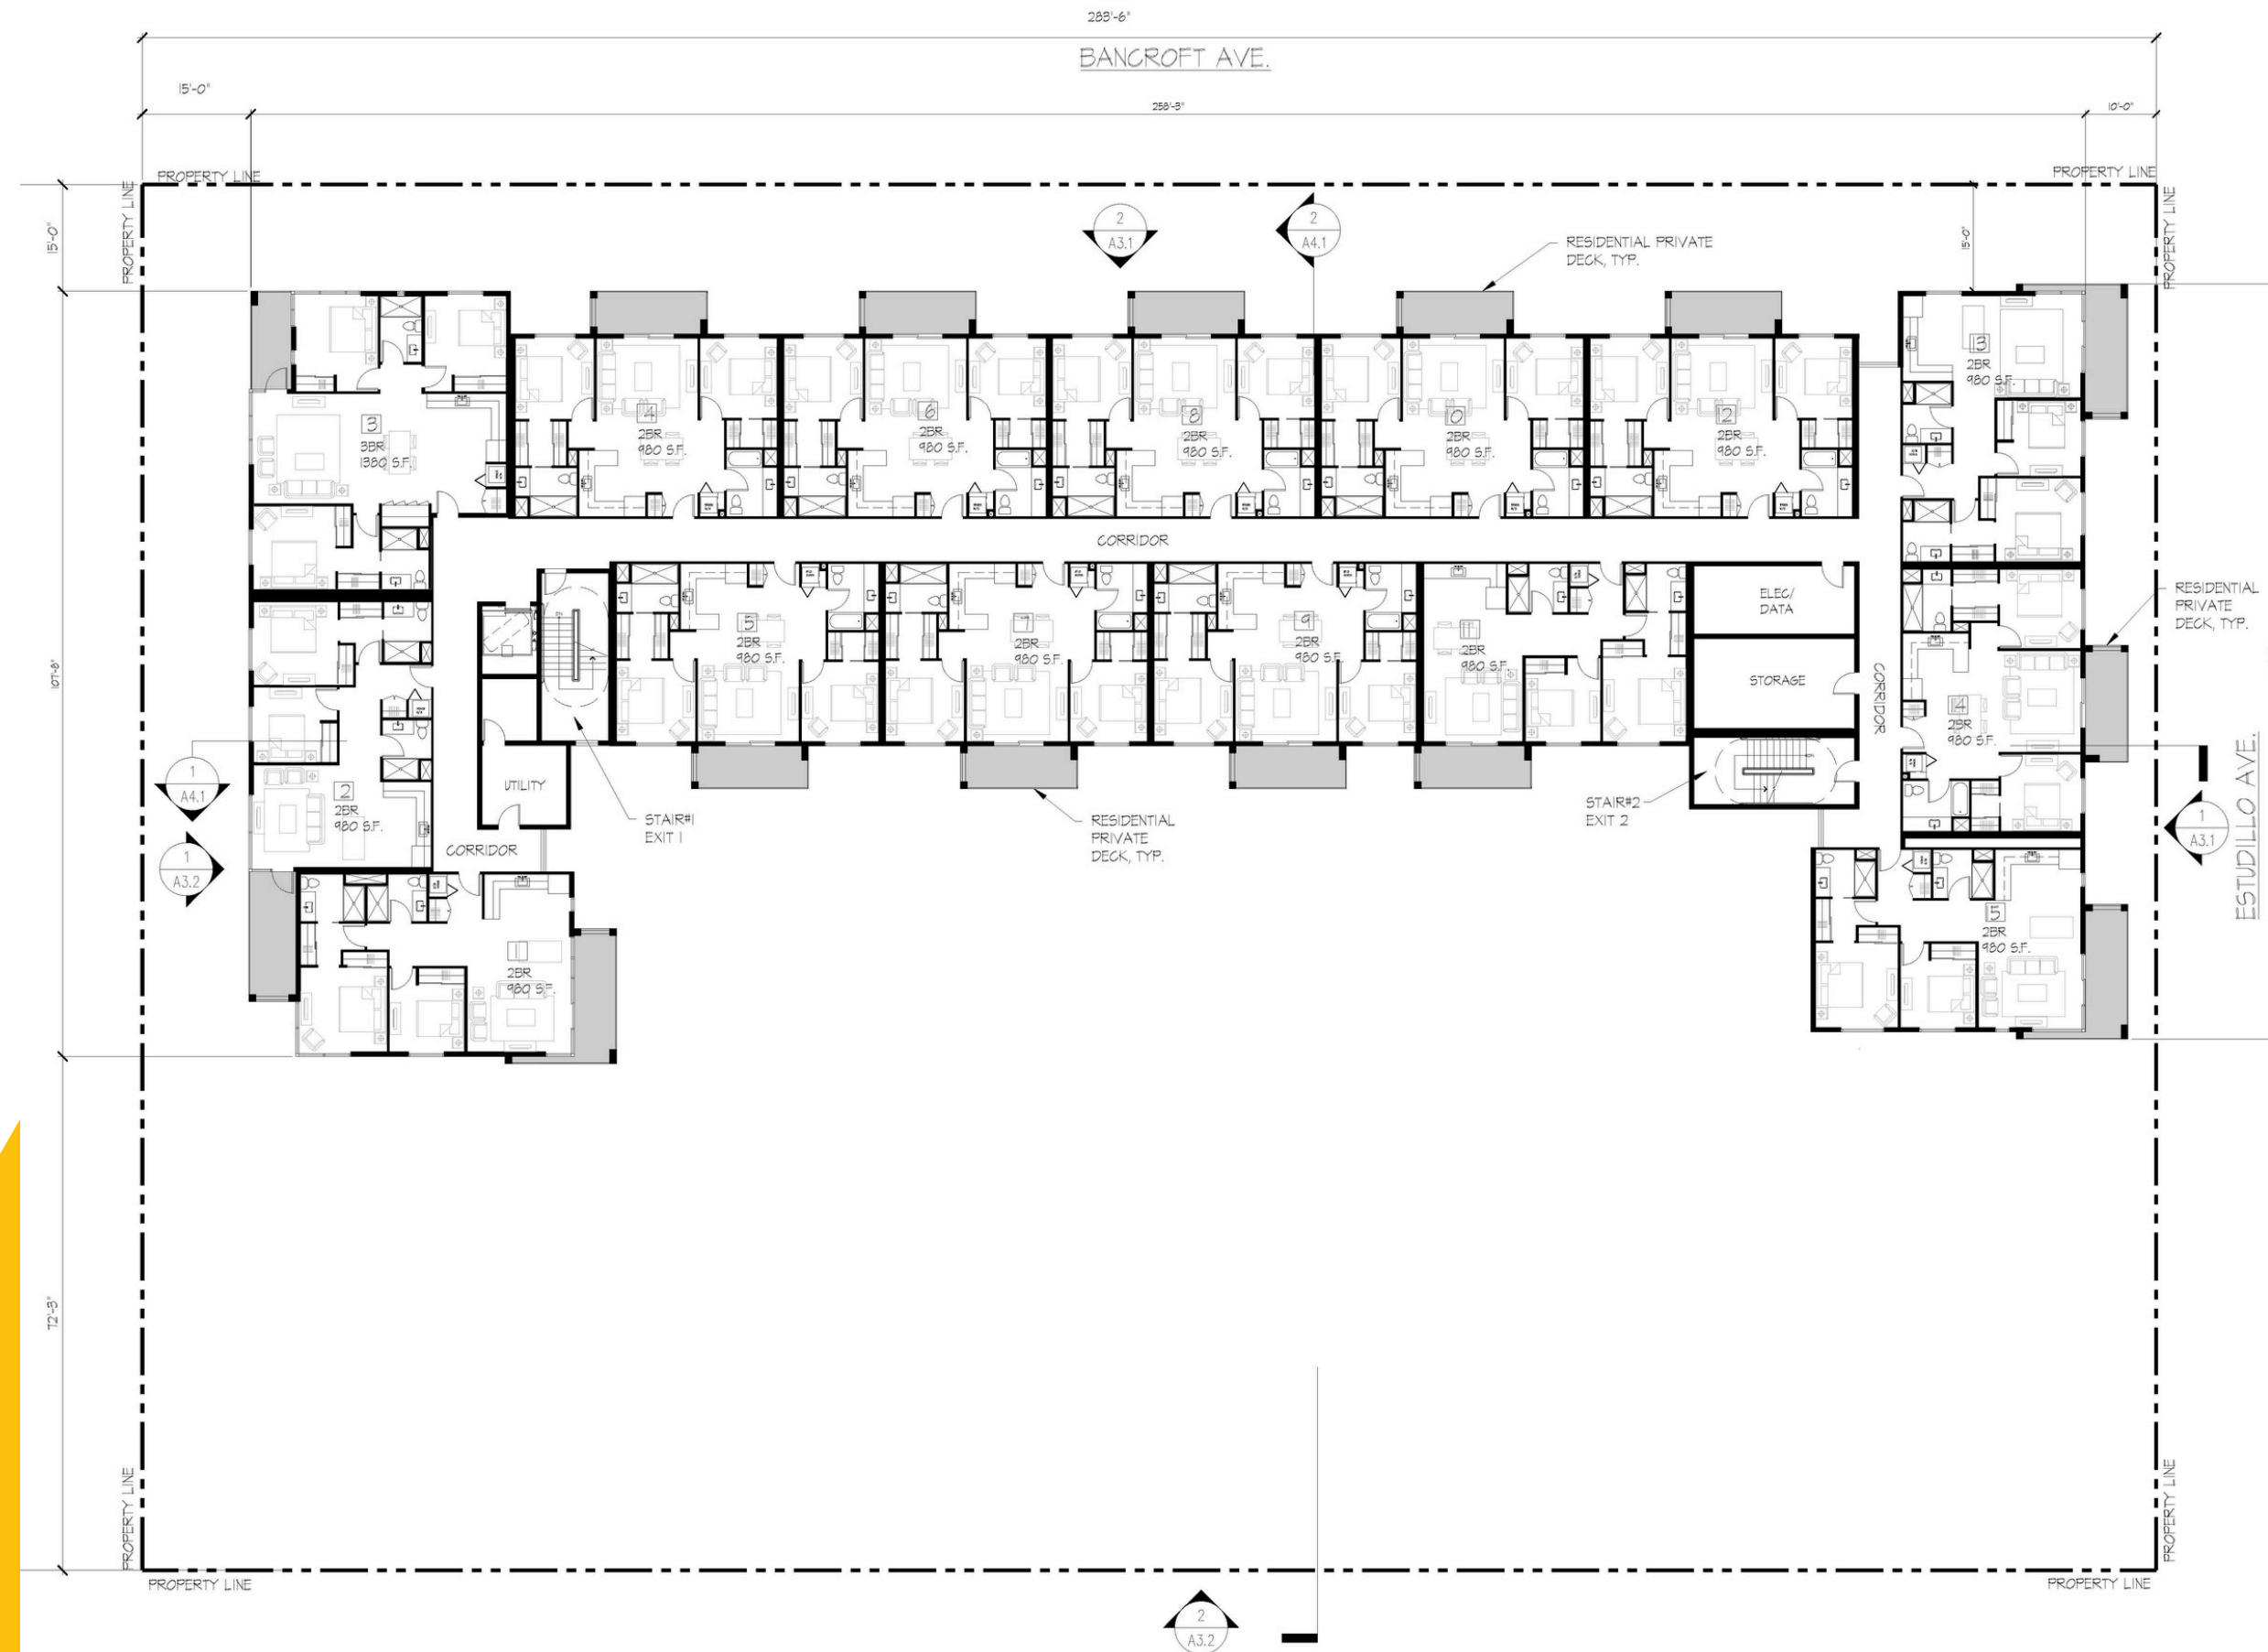 283'-6"
BANCROFT AVE.
15'-0"
258'-3"
10'-0"
PROPERTY LINE
PROPERTY LINE
PROPERTY LINE
PROPERTY LINE
15'-0"
15'-0"
2
A3.1
2
A4.1
RESIDENTIAL PRIVATE
DECK, TYP.
3
3BR
1380 S.F.
4
2BR
980 S.F.
6
2BR
980 S.F.
8
2BR
980 S.F.
10
2BR
980 S.F.
12
2BR
980 S.F.
13
2BR
980 S.F.
CORRIDOR
5
2BR
980 S.F.
7
2BR
980 S.F.
9
2BR
980 S.F.
11
2BR
980 S.F.
ELEC/
DATA
STORAGE
CORRIDOR
14
2BR
980 S.F.
RESIDENTIAL
PRIVATE
DECK, TYP.
107'-8"
1
A4.1
1
A3.2
2
2BR
980 S.F.
UTILITY
CORRIDOR
STAIR#1
EXIT 1
RESIDENTIAL
PRIVATE
DECK, TYP.
STAIR#2
EXIT 2
1
A3.1
ESTUDILLO AVE.
1
2BR
980 S.F.
15
2BR
980 S.F.
72'-3"
PROPERTY LINE
PROPERTY LINE
PROPERTY LINE
PROPERTY LINE
2
A3.2